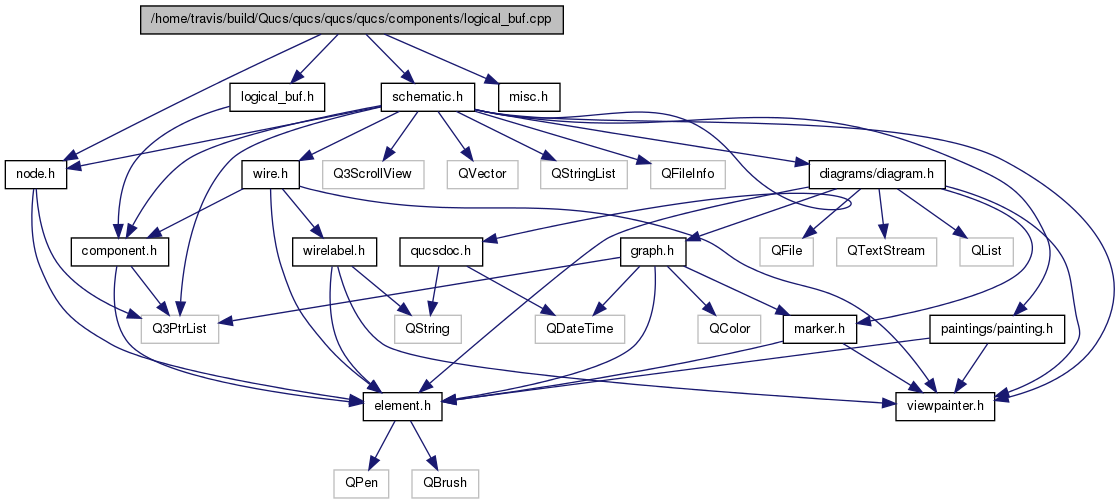 /home/travis/build/Qucs/qucs/qucs/qucs/components/logical_buf.cpp
logical_buf.h
schematic.h
misc.h
node.h
wire.h
Q3ScrollView
QVector
QStringList
QFileInfo
diagrams/diagram.h
component.h
wirelabel.h
qucsdoc.h
graph.h
QFile
QTextStream
QList
Q3PtrList
QString
QDateTime
QColor
marker.h
paintings/painting.h
element.h
viewpainter.h
QPen
QBrush